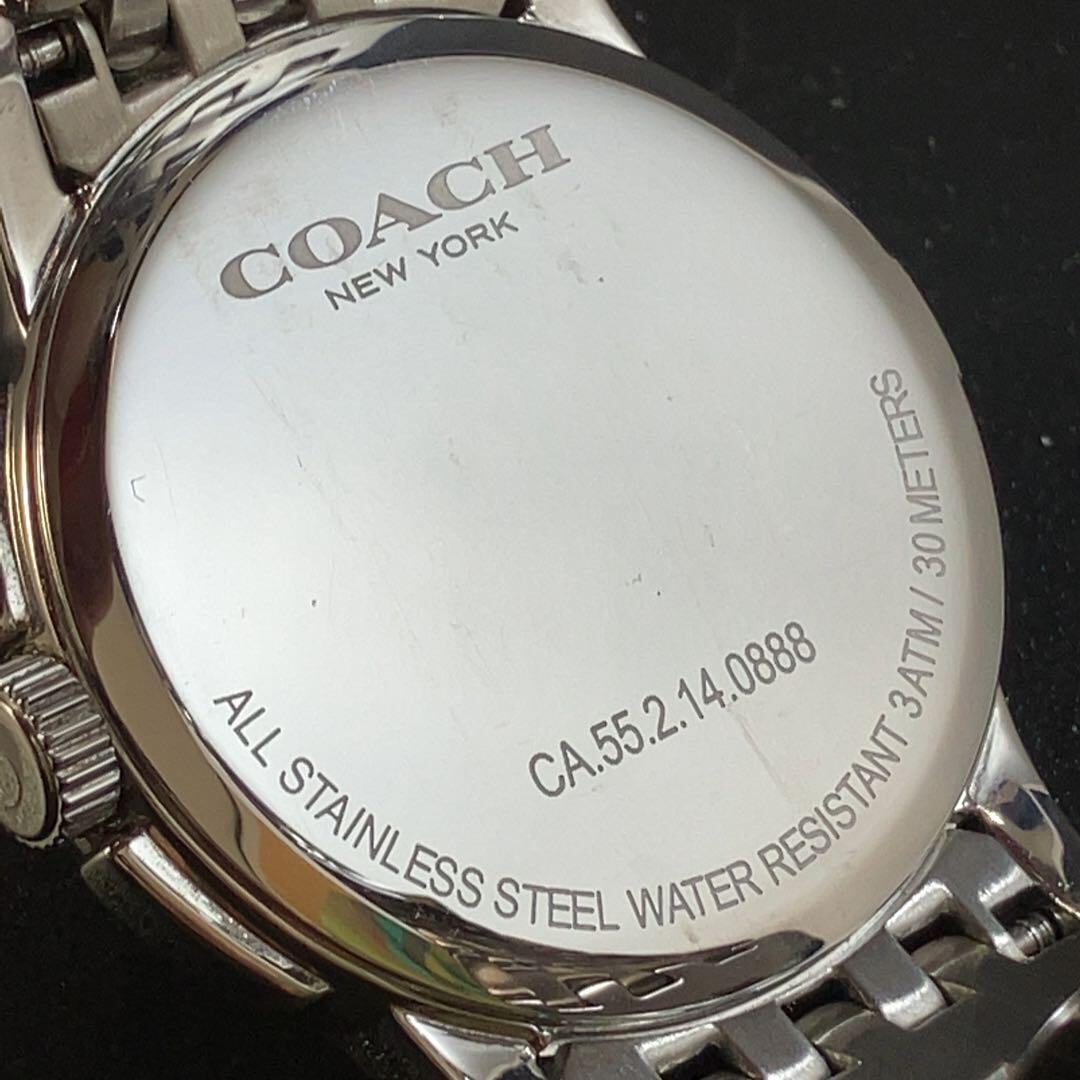 COACH
NEW YORK
CA.55.2.14.0888
ALL STAINLESS STEEL WATER RESISTANT 3ATM / 30 METERS